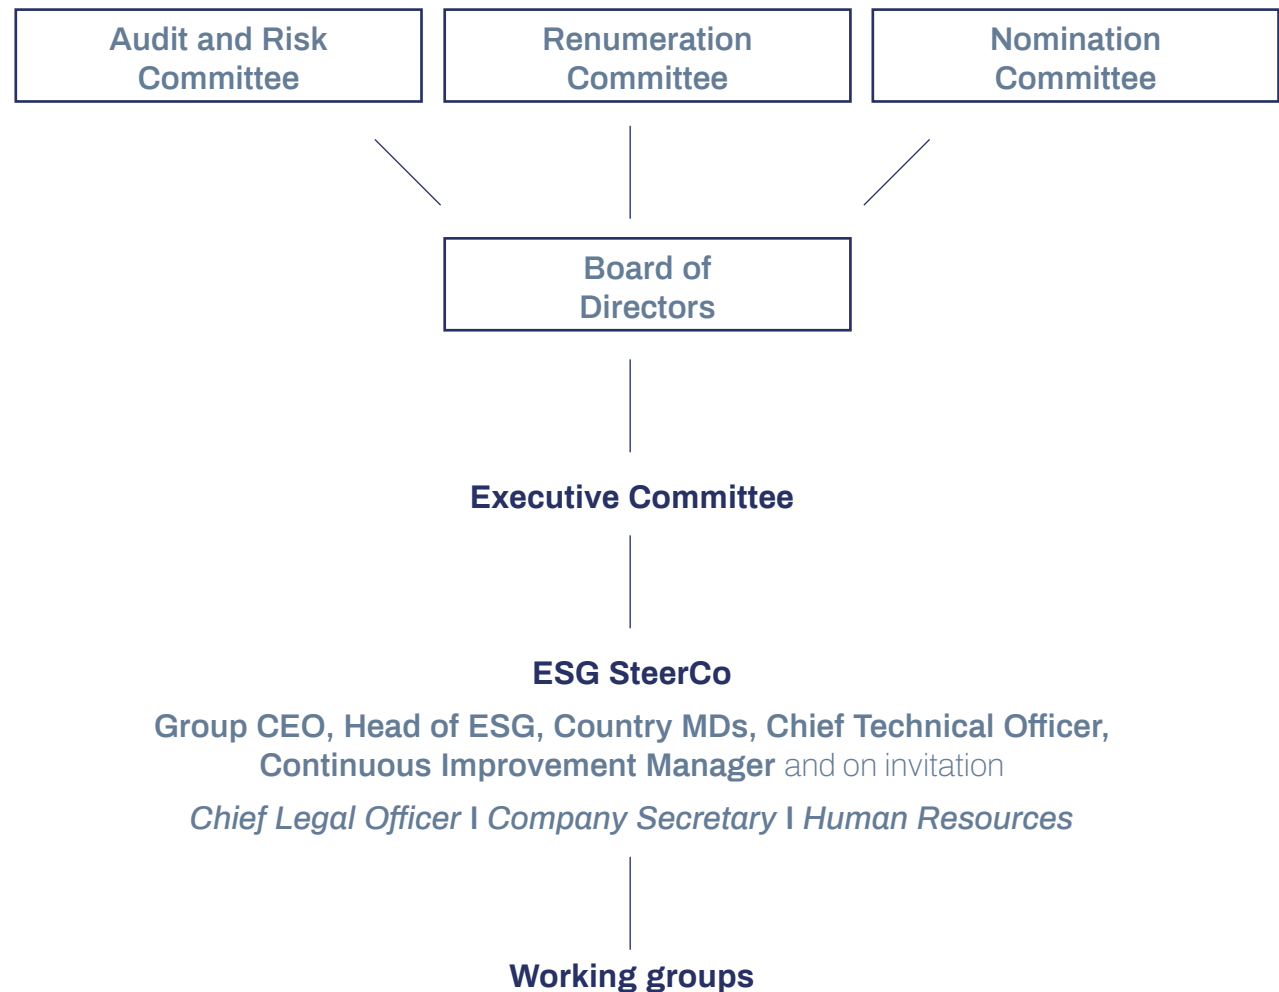 Audit and Risk
Committee
Renumeration
Committee
Nomination
Committee
Board of
Directors
Executive Committee
ESG SteerCo
Group CEO, Head of ESG, Country MDs, Chief Technical Officer,
Continuous Improvement Manager and on invitation
Chief Legal Officer I Company Secretary I Human Resources
Working groups